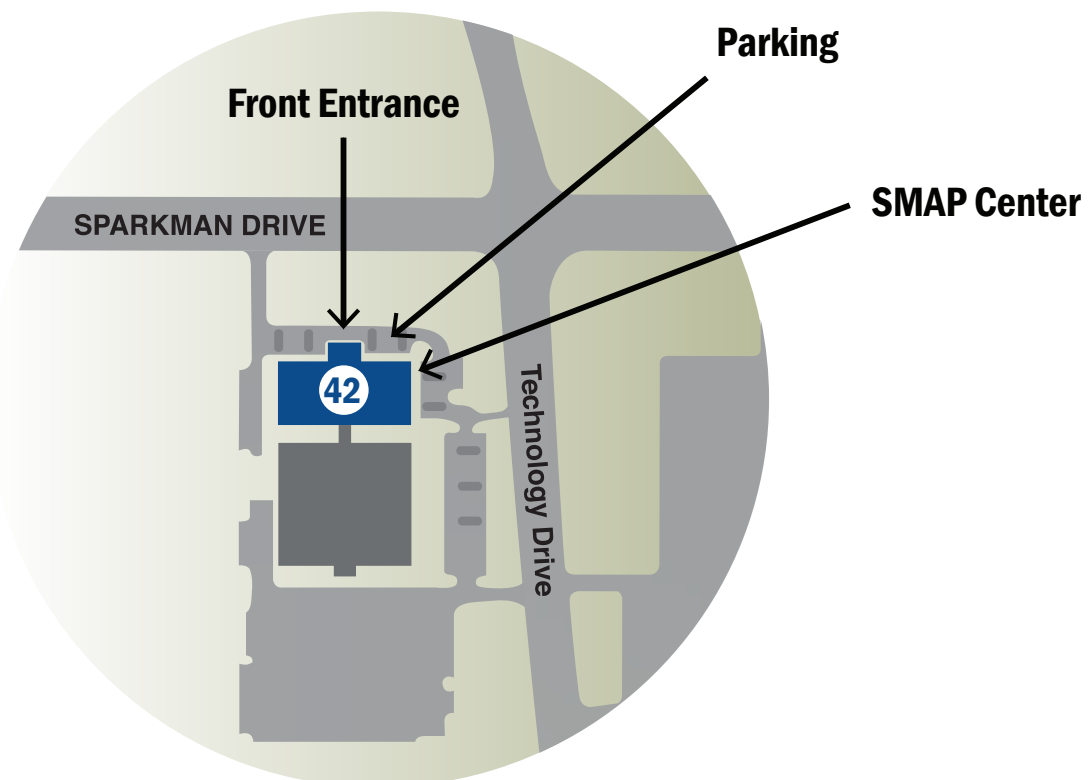 Parking
Front Entrance
SMAP Center
SPARKMAN DRIVE
42
Technology Drive